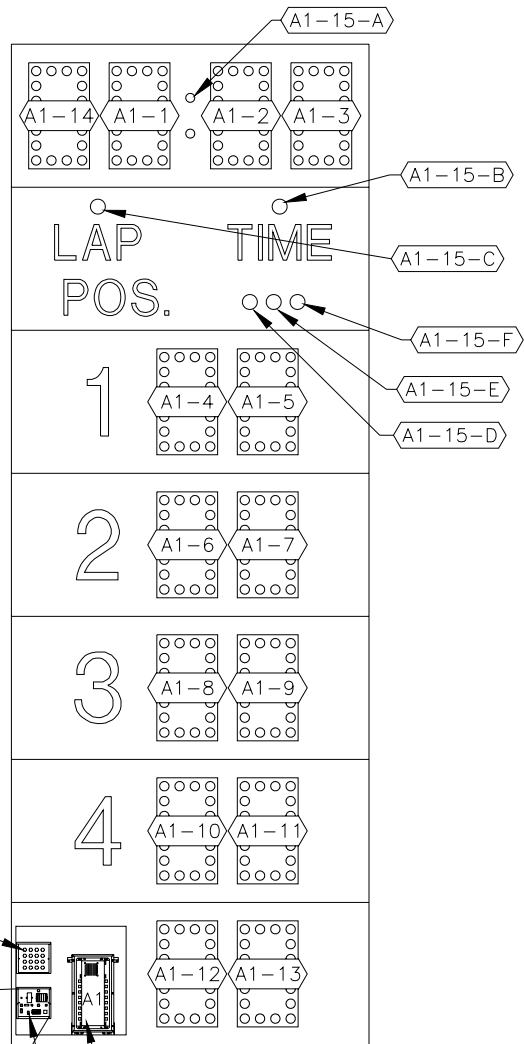 A1-15-A
A1-14 A1-1 A1-2 A1-3
A1-15-B
LAP TIME
A1-15-C
POS.
A1-15-F
1 A1-4 A1-5
A1-15-E
A1-15-D
2 A1-6 A1-7
3 A1-8 A1-9
4 A1-10 A1-11
A1 A1-12 A1-13